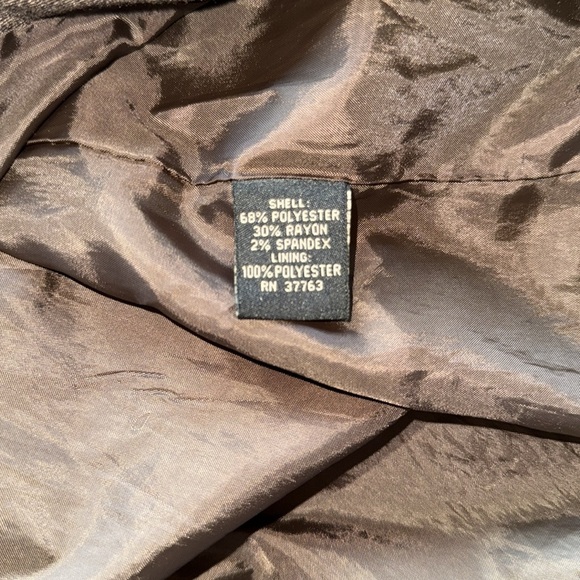 SHELL:
68% POLYESTER
30% RAYON
2% SPANDEX
LINING:
100% POLYESTER
RN 37763